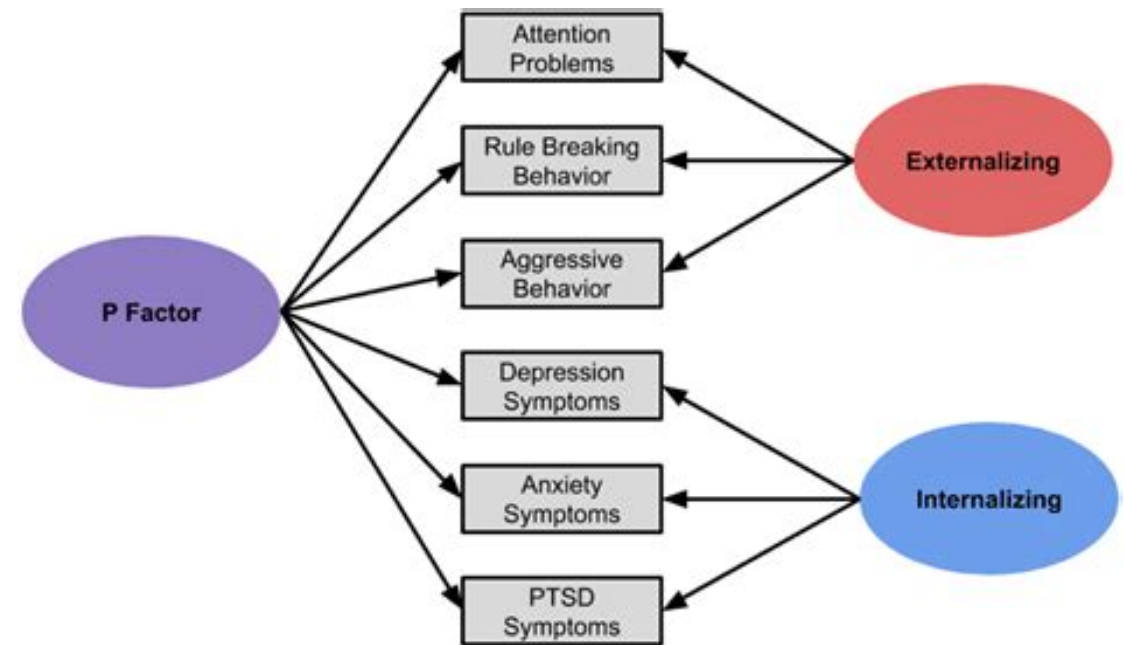 Attention
Problems
Rule Breaking
Behavior
Externalizing
Aggressive
Behavior
P Factor
Depression
Symptoms
Anxiety
Symptoms
Internalizing
PTSD
Symptoms